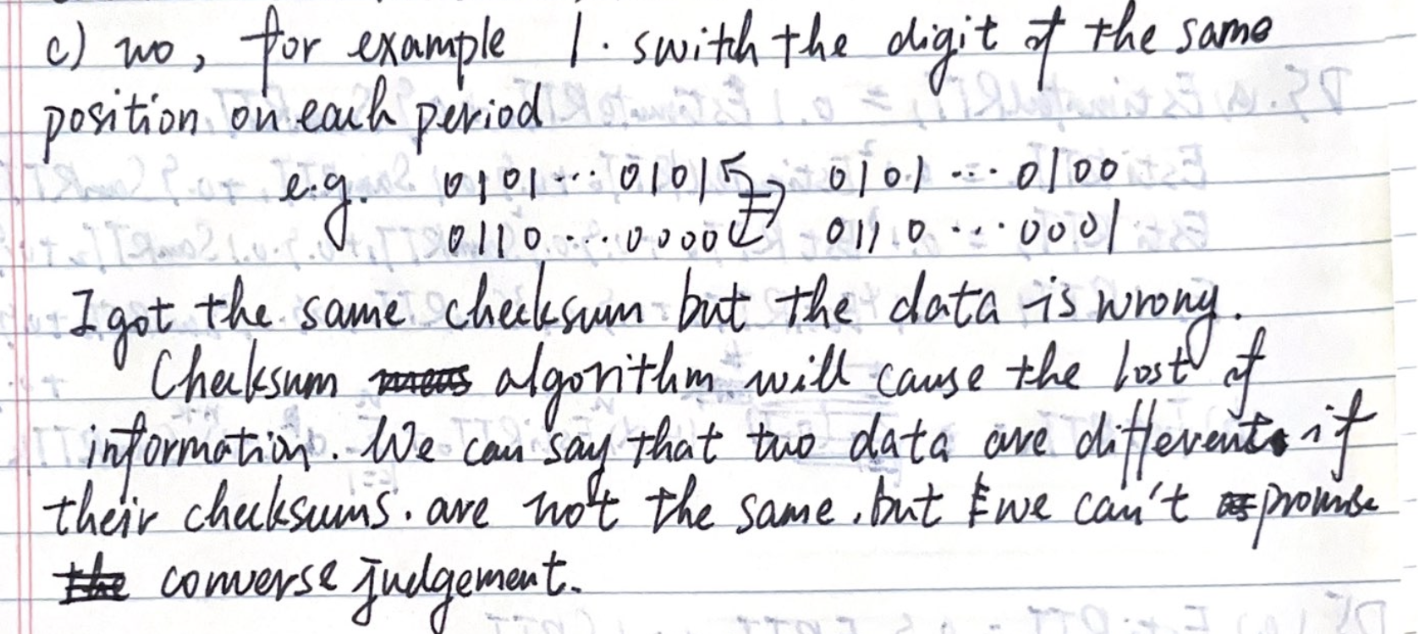 c) no, for example 1. switch the digit of the same
position on each period
e.g. 0101...0101 0101...0100
0110...0000 0110...0001
I got the same checksum but the data is wrong.
Checksum algorithm will cause the lost of
information. We can say that two data are different if
their checksums. are not the same. but we can't promise
converse judgement.